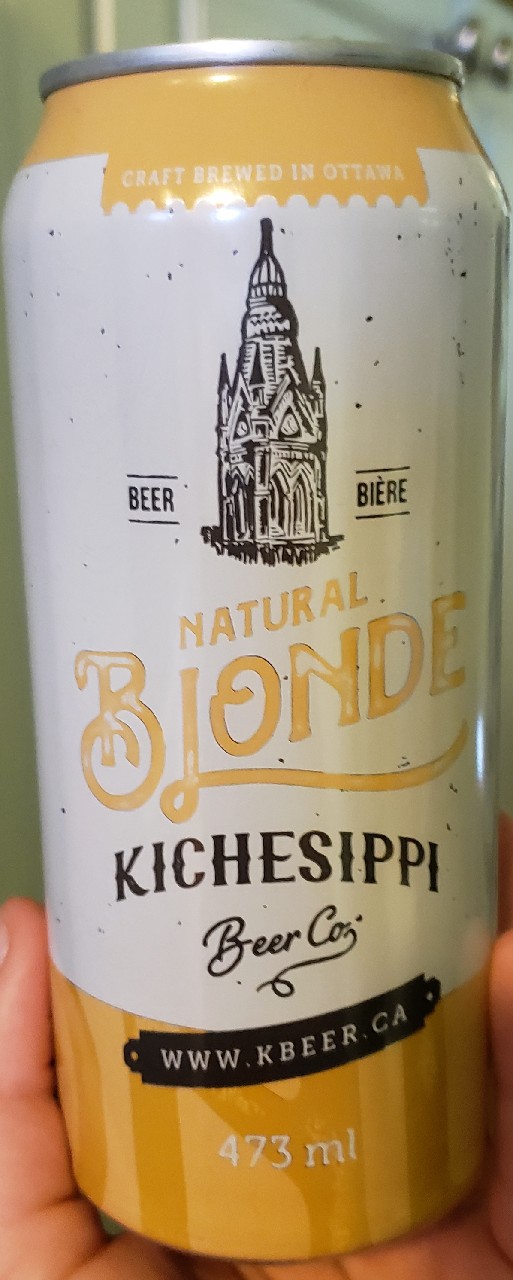 CRAFT BREWED IN OTTAWA
BEER BIÈRE
NATURAL
BLONDE
KICHESIPPI
Beer Co.
WWW.KBEER.CA
473 ml